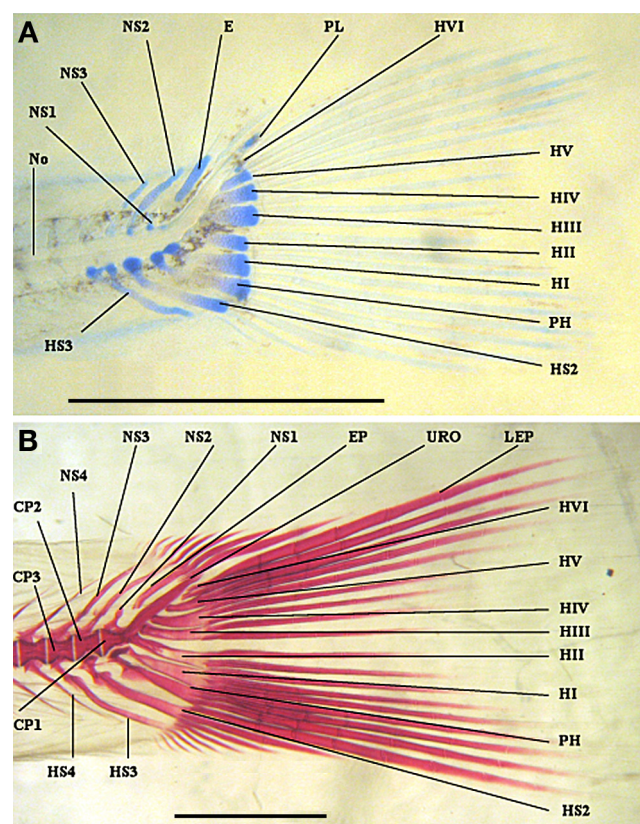 A
NS2 E PL HVI
NS3
NS1
No
HV
HIV
HIII
HII
HI
PH
HS3
HS2
B
NS3 NS2 NS1 EP URO LEP
NS4
CP2
HVI
CP3
HV
HIV
HIII
HII
HI
CP1
PH
HS4 HS3
HS2